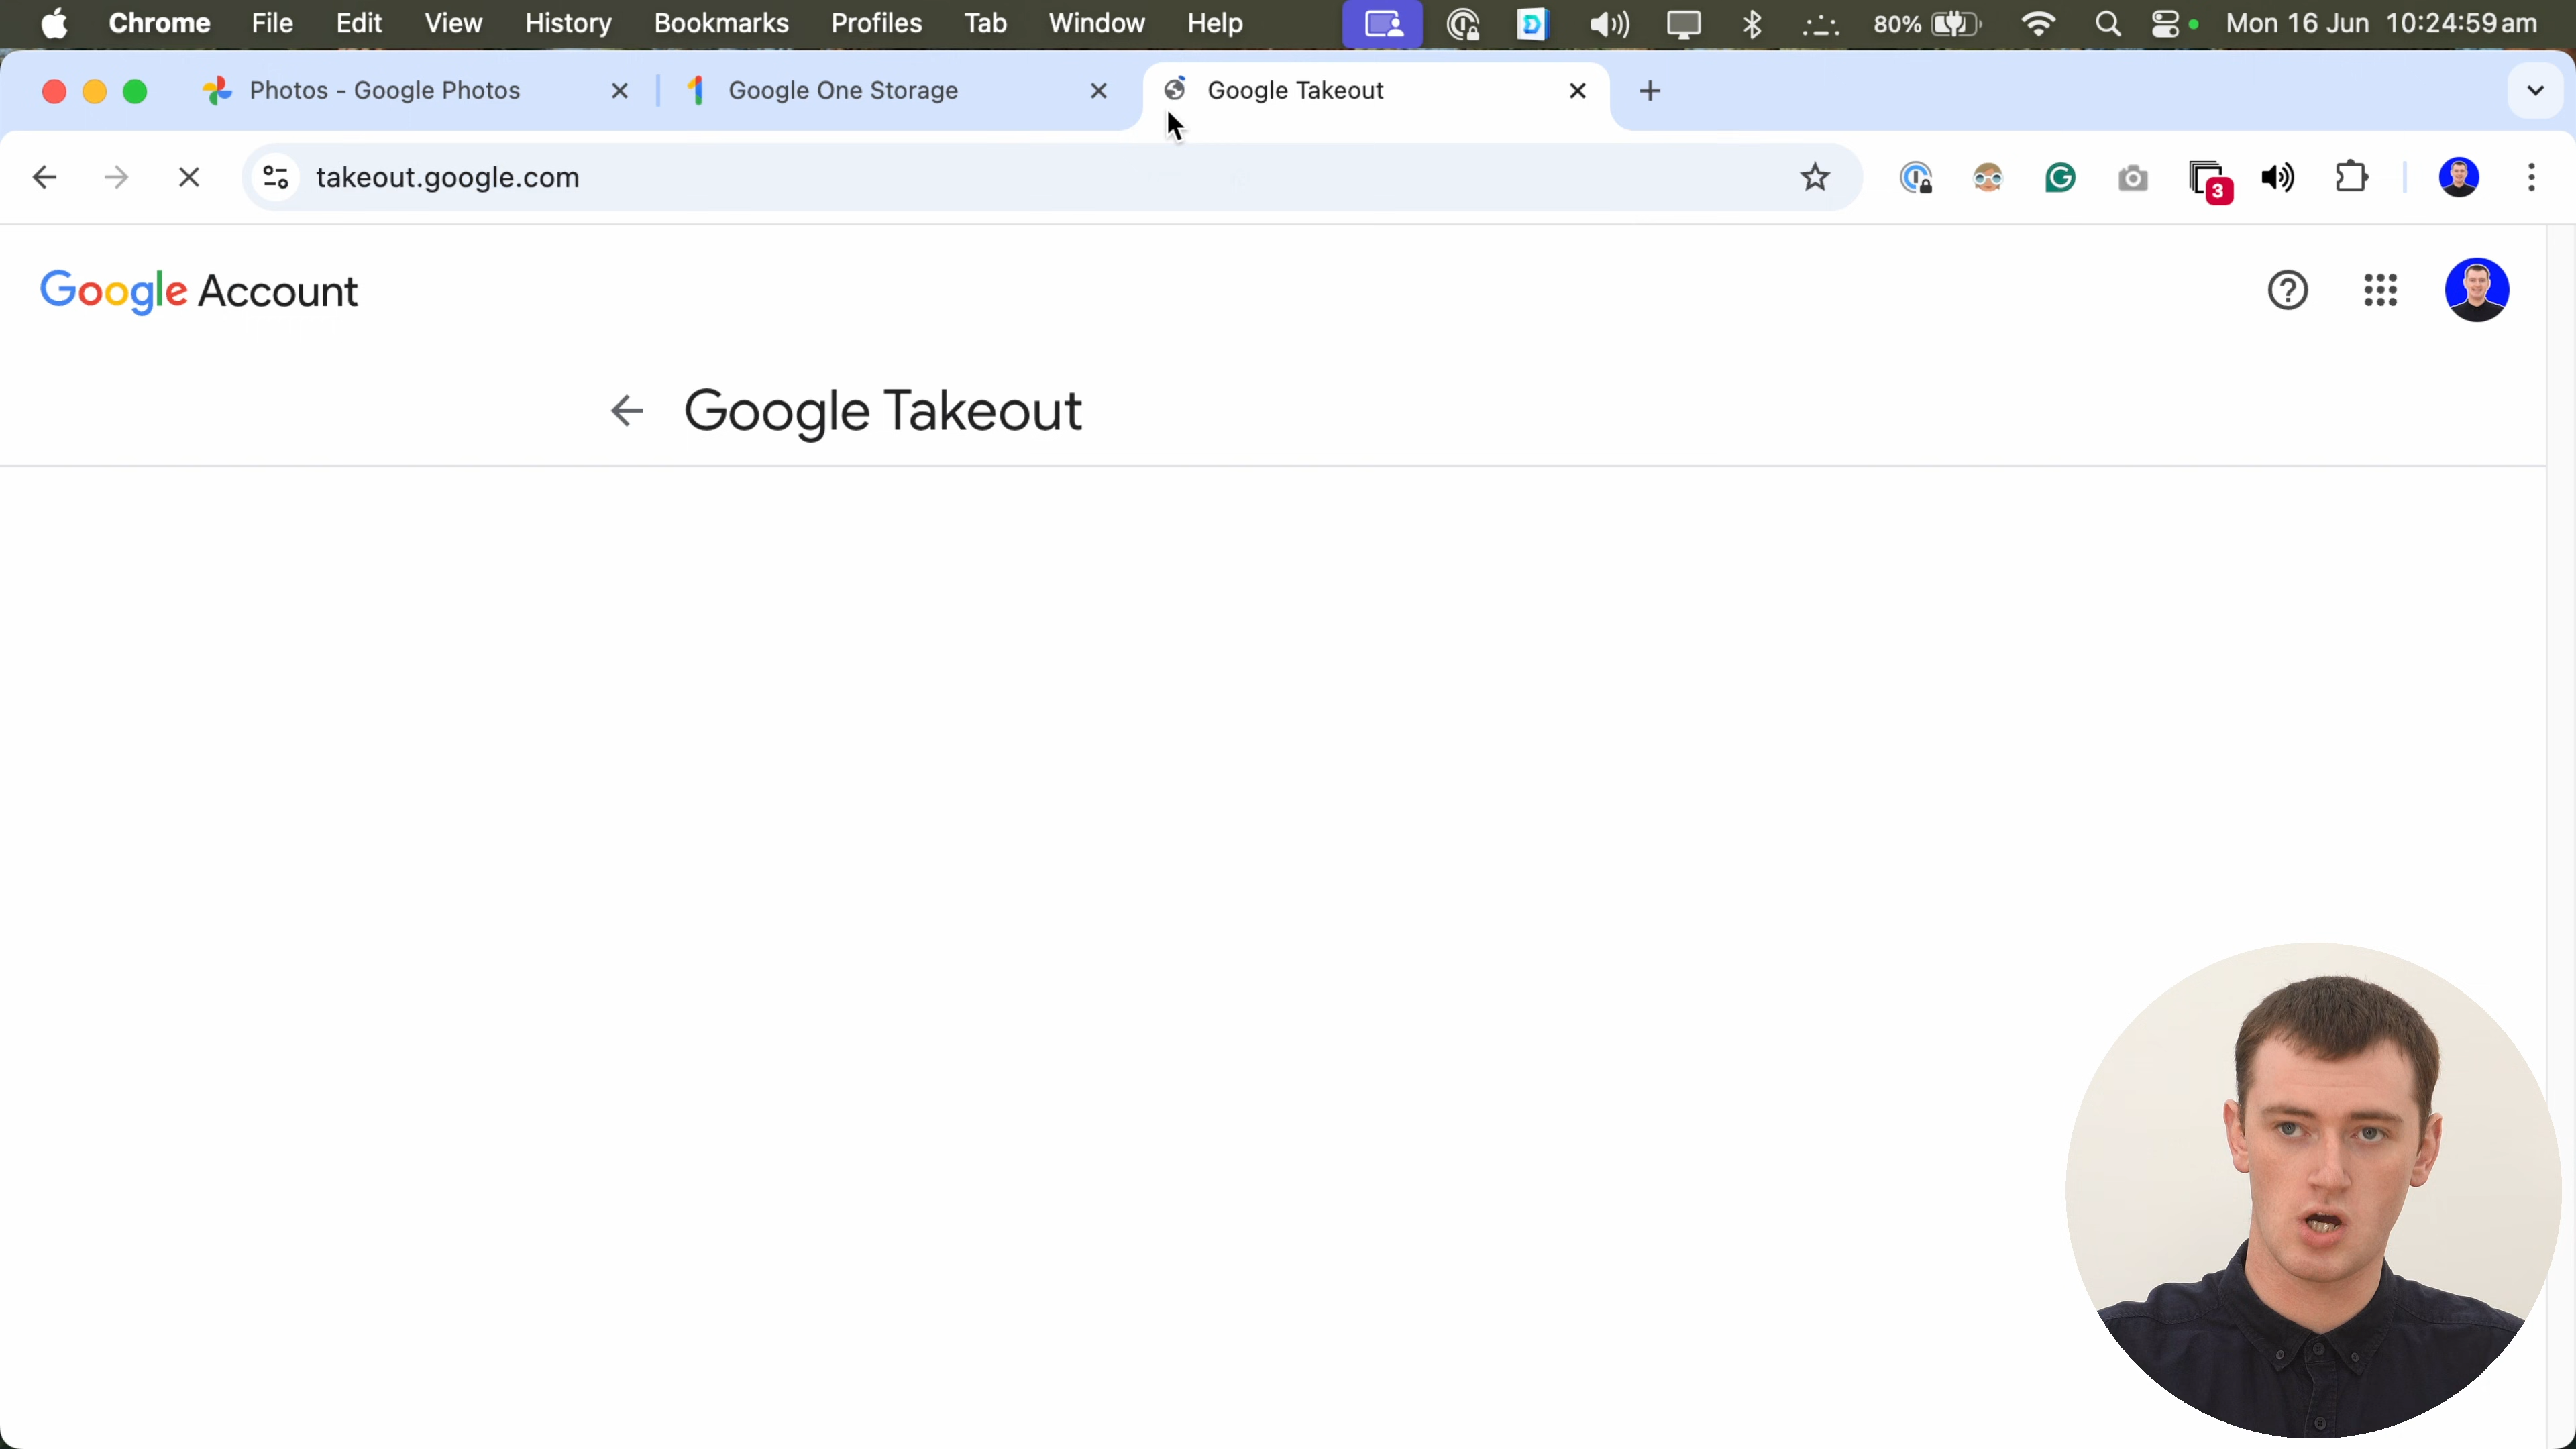 Chrome File Edit View History Bookmarks Profiles Tab Window Help 80% Mon 16 Jun 10:24:59 am
Photos - Google Photos Google One Storage Google Takeout
takeout.google.com 3
Google Account
Google Takeout